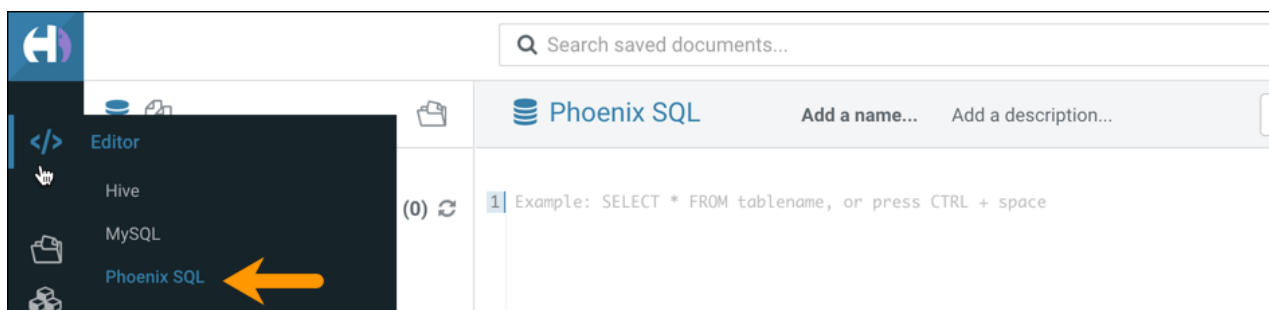 Search saved documents...
Phoenix SQL Add a name... Add a description...
</> Editor
Hive
(0)
1 Example: SELECT * FROM tablename, or press CTRL + space
MySQL
Phoenix SQL